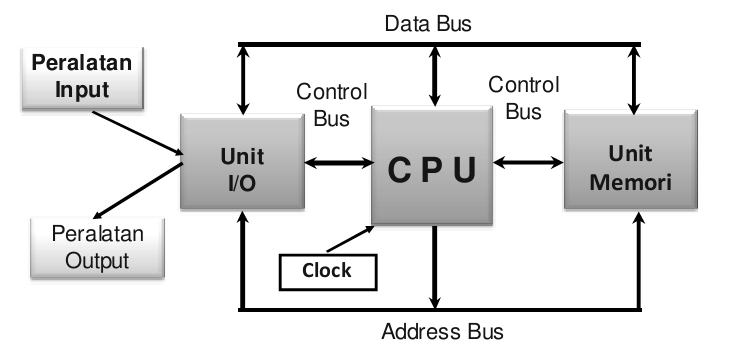 Data Bus
Peralatan
Input
Control
Bus
Control
Bus
Unit
I/O
C P U
Unit
Memori
Peralatan
Output
Clock
Address Bus